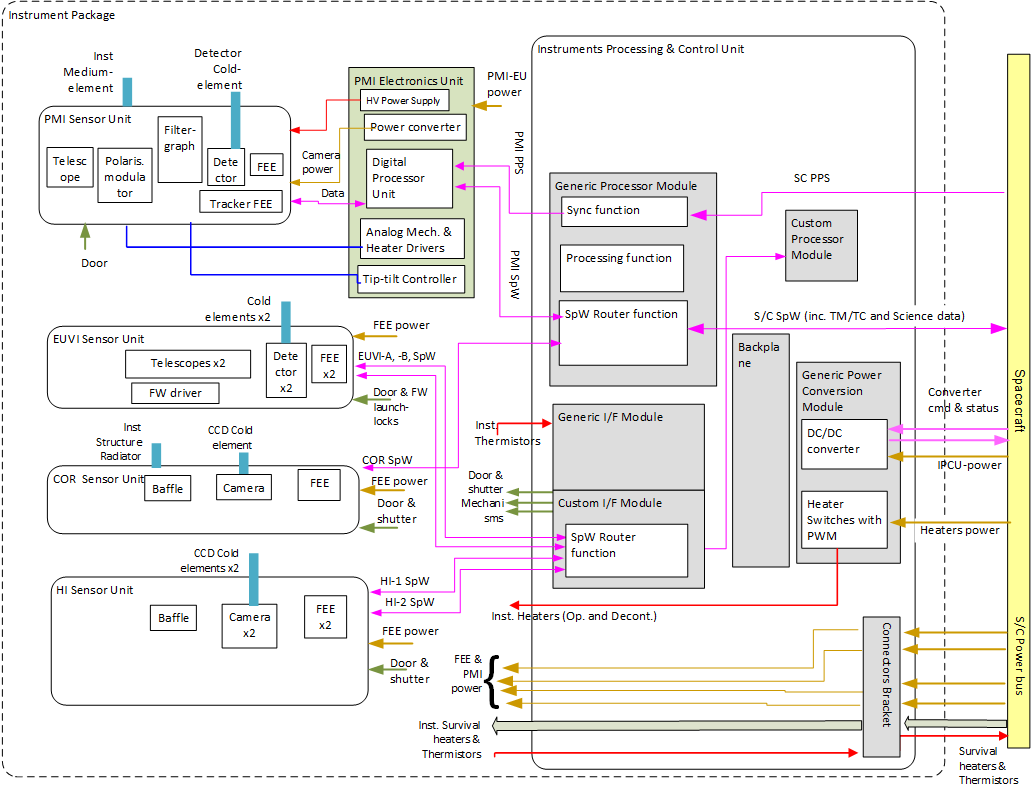 Instrument Package
Inst
Medium-
element
Detector
Cold-
element
PMI Sensor Unit
Telesc
ope
Polaris.
modula
tor
Filter-
graph
Dete
ctor
FEE
Tracker FEE
Door
Camera
power
Data
PMI Electronics Unit
HV Power Supply
Power converter
Digital
Processor
Unit
Analog Mech. &
Heater Drivers
Tip-tilt Controller
PMI-EU
power
PMI PPS
PMI SpW
Instruments Processing & Control Unit
Generic Processor Module
Sync function
Processing function
SpW Router function
SC PPS
Custom
Processor
Module
S/C SpW (inc. TM/TC and Science data)
Backpla
ne
Generic Power
Conversion
Module
DC/DC
converter
Heater
Switches with
PWM
Converter
cmd & status
IPCU-power
Heaters power
Spacecraft
S/C Power bus
Cold
elements x2
EUVI Sensor Unit
Telescopes x2
FW driver
Dete
ctor
x2
FEE
x2
FEE power
EUVI-A, -B, SpW
Door & FW
launch-
locks
Inst.
Thermistors
Generic I/F Module
Custom I/F Module
SpW Router
function
Door &
shutter
Mechani
sms
Inst
Structure
Radiator
CCD Cold
element
COR Sensor Unit
Baffle
Camera
FEE
COR SpW
FEE power
Door &
shutter
CCD Cold
elements x2
HI Sensor Unit
Baffle
Camera
x2
FEE
x2
HI-1 SpW
HI-2 SpW
FEE power
Door &
shutter
Inst. Heaters (Op. and Decont.)
FEE &
PMI
power
{
Connectors Bracket
Inst. Survival
heaters &
Thermistors
Survival
heaters &
Thermistors